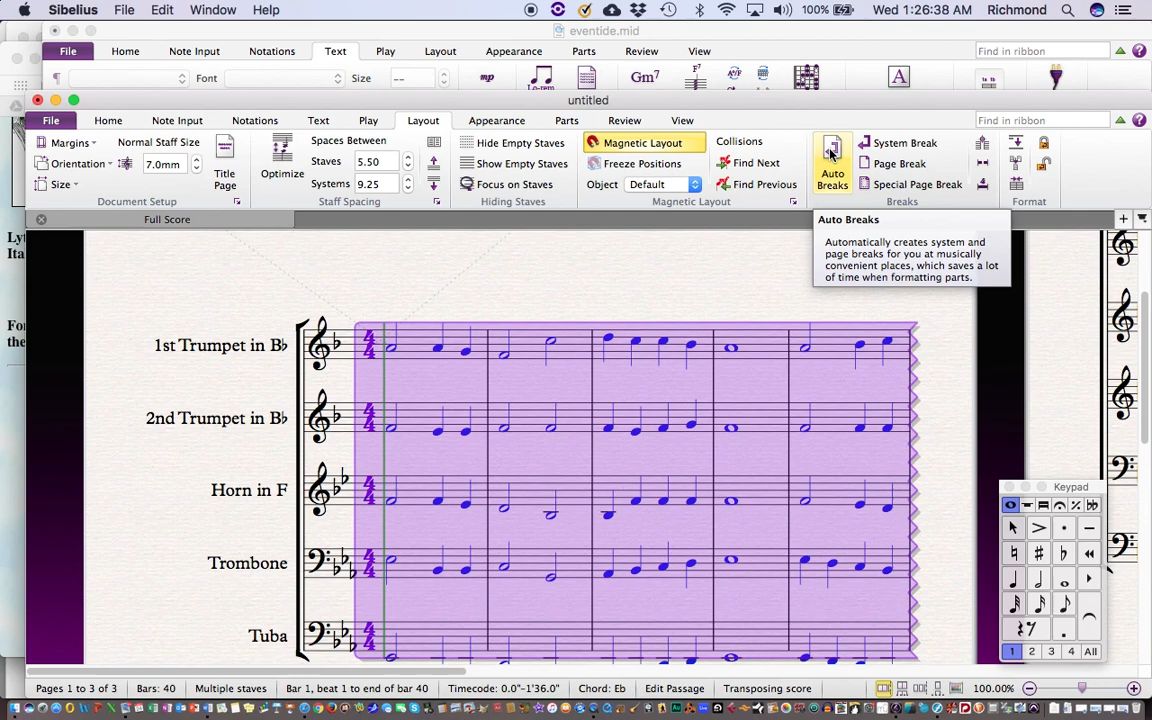 Sibelius File Edit Window Help 100% Wed 1:26:38 AM Richmond
eventide.mid
File Home Note Input Notations Text Play Layout Appearance Parts Review View Find in ribbon
Font Size -- mp Lo-rem Gm7 F7 A
untitled
File Home Note Input Notations Text Play Layout Appearance Parts Review View Find in ribbon
Margins Normal Staff Size Spaces Between Hide Empty Staves Magnetic Layout Collisions System Break
Orientation 7.0mm Title Page Optimize Staves 5.50 Show Empty Staves Freeze Positions Find Next Auto Breaks Page Break
Size Systems 9.25 Focus on Staves Object Default Find Previous Special Page Break
Document Setup Staff Spacing Hiding Staves Magnetic Layout Breaks Format
Full Score
Auto Breaks
Automatically creates system and
page breaks for you at musically
convenient places, which saves a lot
of time when formatting parts.
Lyt
Ita
For
the
1st Trumpet in B♭
2nd Trumpet in B♭
Horn in F
Trombone
Tuba
Keypad
1 2 3 4 All
Pages 1 to 3 of 3 Bars: 40 Multiple staves Bar 1, beat 1 to end of bar 40 Timecode: 0.0"-1'36.0" Chord: Eb Edit Passage Transposing score 100.00%